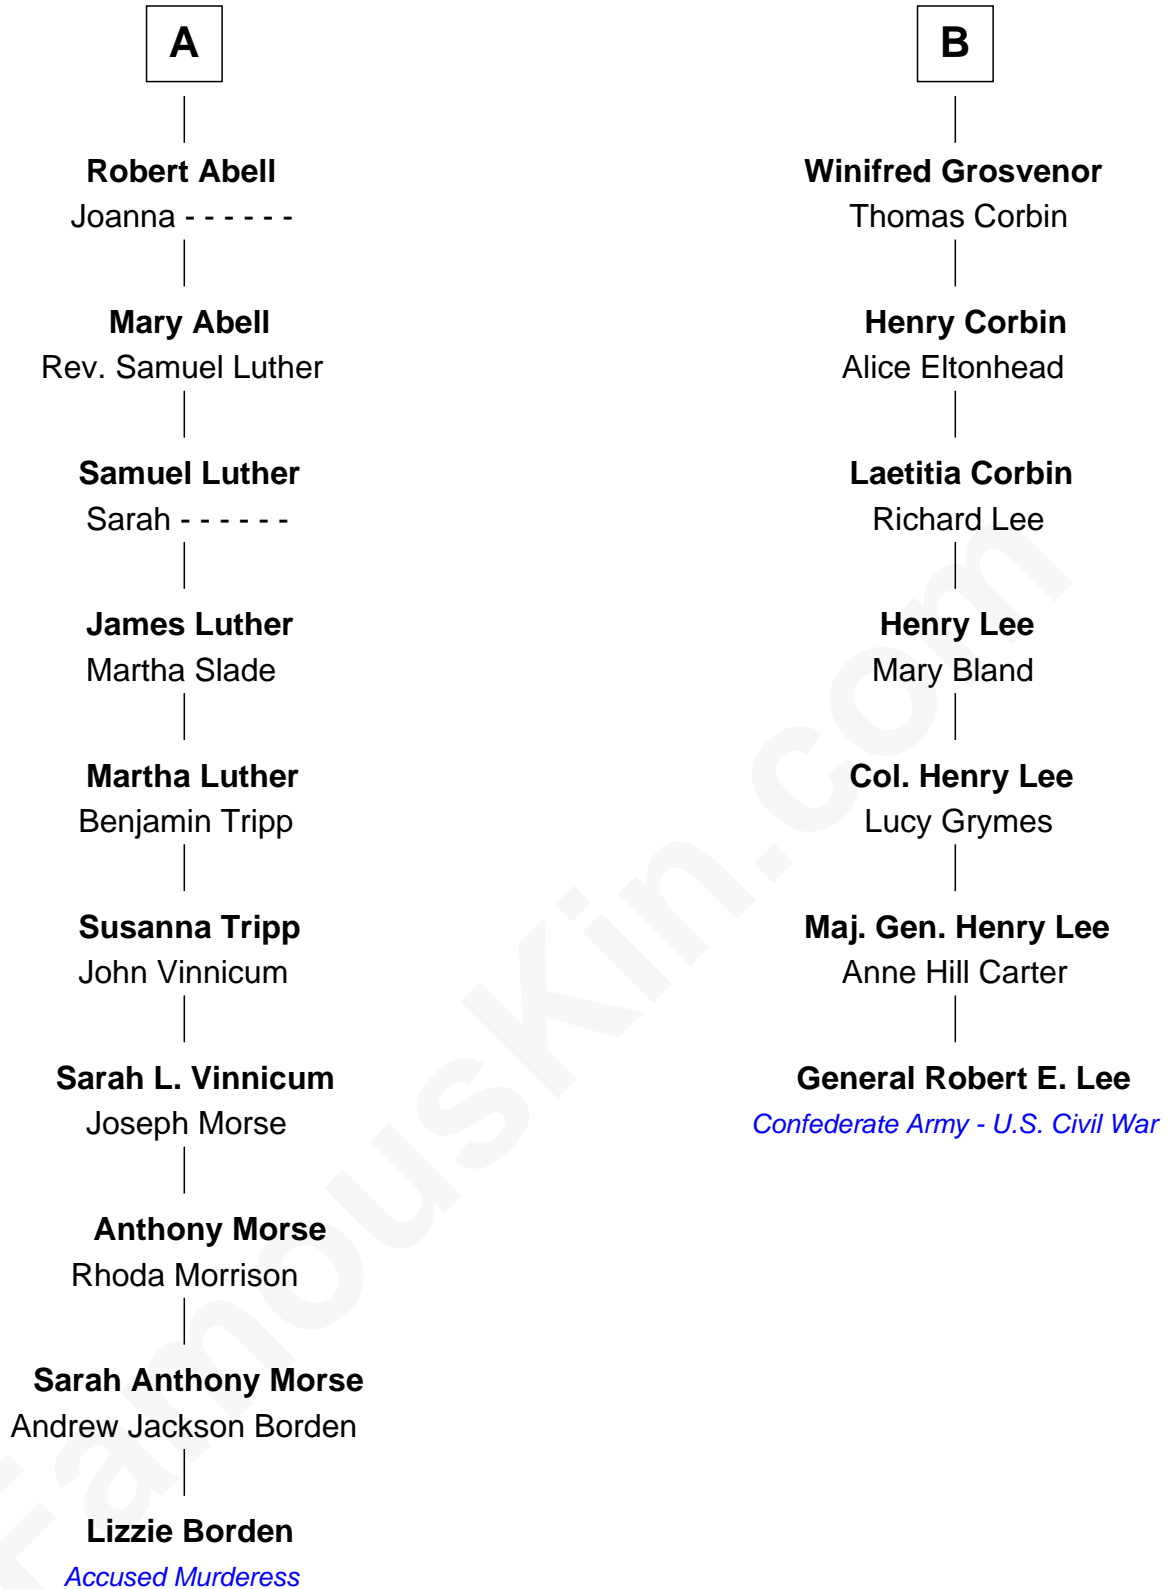 A
Robert Abell
Joanna - - - - - -
Mary Abell
Rev. Samuel Luther
Samuel Luther
Sarah - - - - - -
James Luther
Martha Slade
Martha Luther
Benjamin Tripp
Susanna Tripp
John Vinnicum
Sarah L. Vinnicum
Joseph Morse
Anthony Morse
Rhoda Morrison
Sarah Anthony Morse
Andrew Jackson Borden
Lizzie Borden
Accused Murderess
B
Winifred Grosvenor
Thomas Corbin
Henry Corbin
Alice Eltonhead
Laetitia Corbin
Richard Lee
Henry Lee
Mary Bland
Col. Henry Lee
Lucy Grymes
Maj. Gen. Henry Lee
Anne Hill Carter
General Robert E. Lee
Confederate Army - U.S. Civil War
FamousKin.com